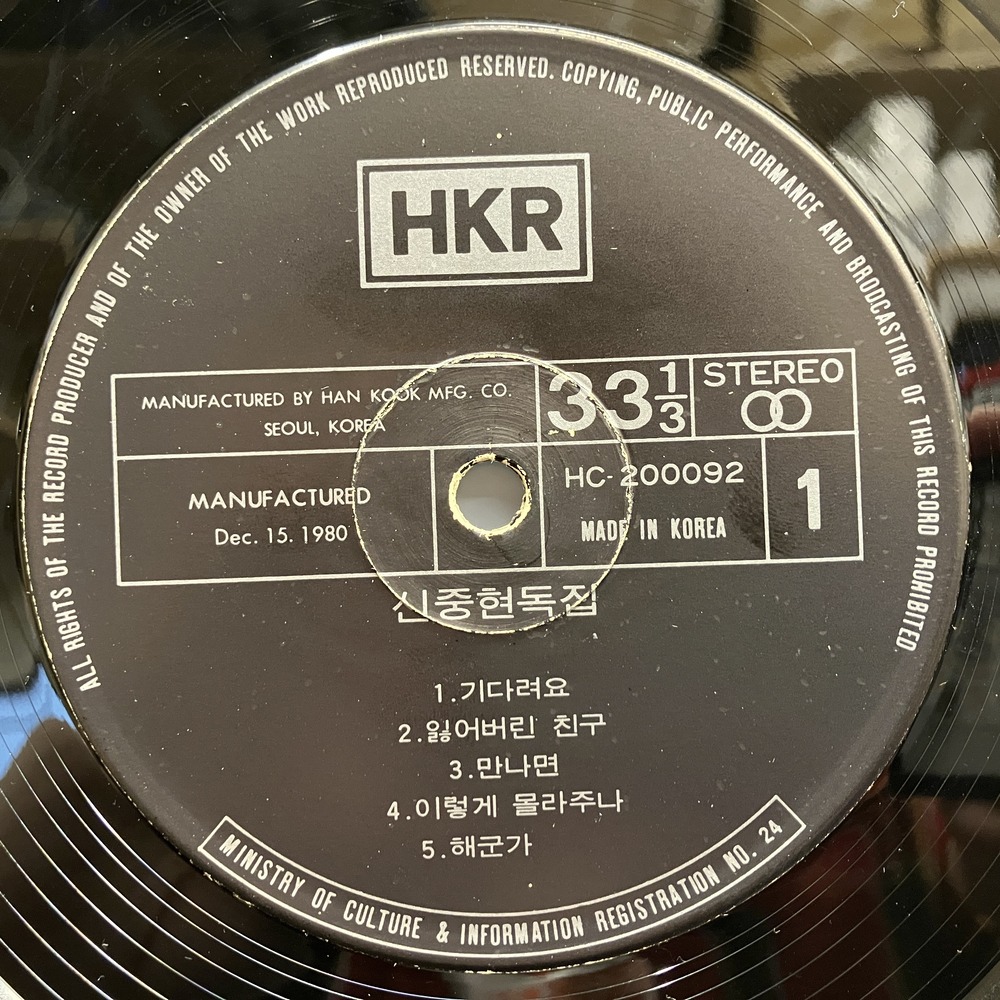 ALL RIGHTS OF THE RECORD PRODUCER AND OF THE OWNER OF THE WORK REPRODUCED RESERVED. COPYING, PUBLIC PERFORMANCE AND BRODCASTING OF THIS RECORD PROHIBITED.
HKR
MANUFACTURED BY HAN KOOK MFG. CO.
SEOUL, KOREA
33 1/3
STEREO
MANUFACTURED
Dec. 15. 1980
HC-200092
MADE IN KOREA
1
신중현독집
1.기다려요
2.잃어버린 친구
3.만나면
4.이렇게 몰라주나
5.해군가
MINISTRY OF CULTURE & INFORMATION REGISTRATION NO. 24